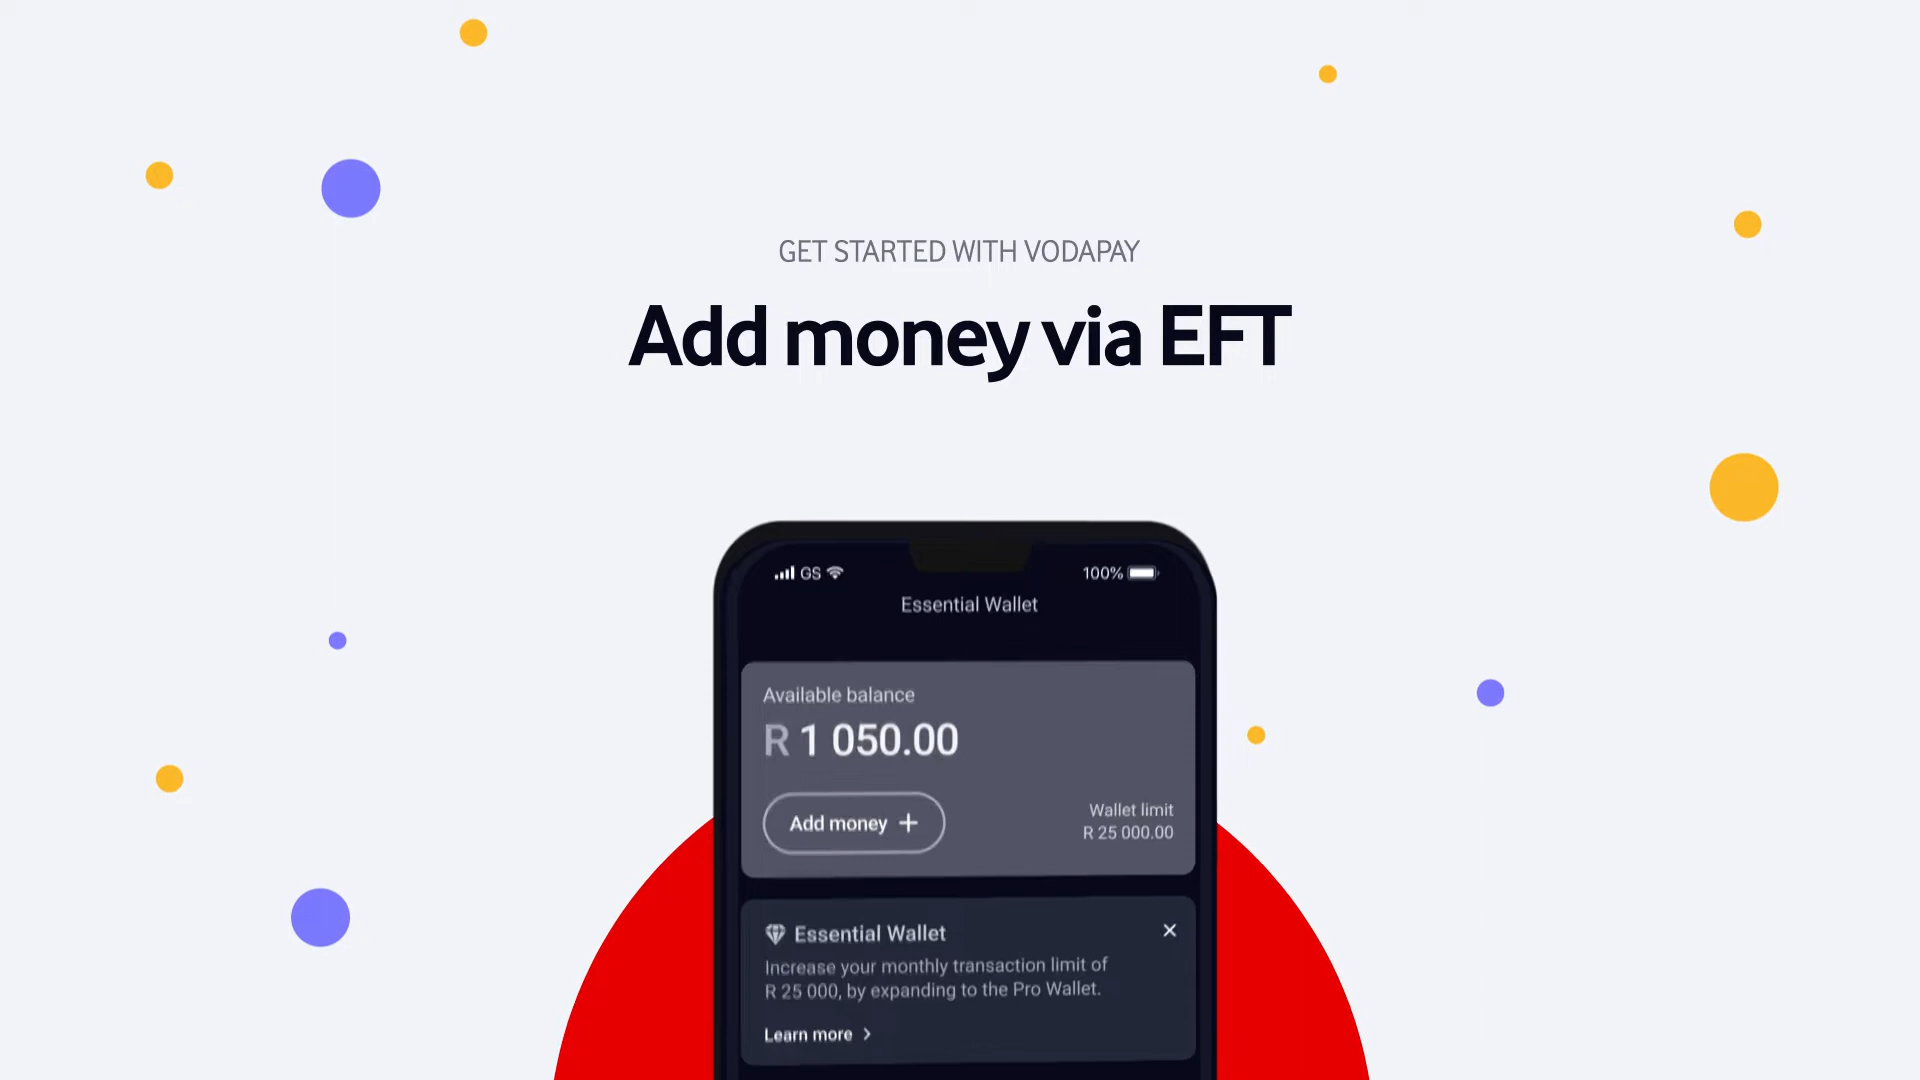 GET STARTED WITH VODAPAY
Add money via EFT
GS
100%
Essential Wallet
Available balance
R 1 050.00
Add money +
Wallet limit
R 25 000.00
Essential Wallet
Increase your monthly transaction limit of
R 25 000, by expanding to the Pro Wallet.
Learn more